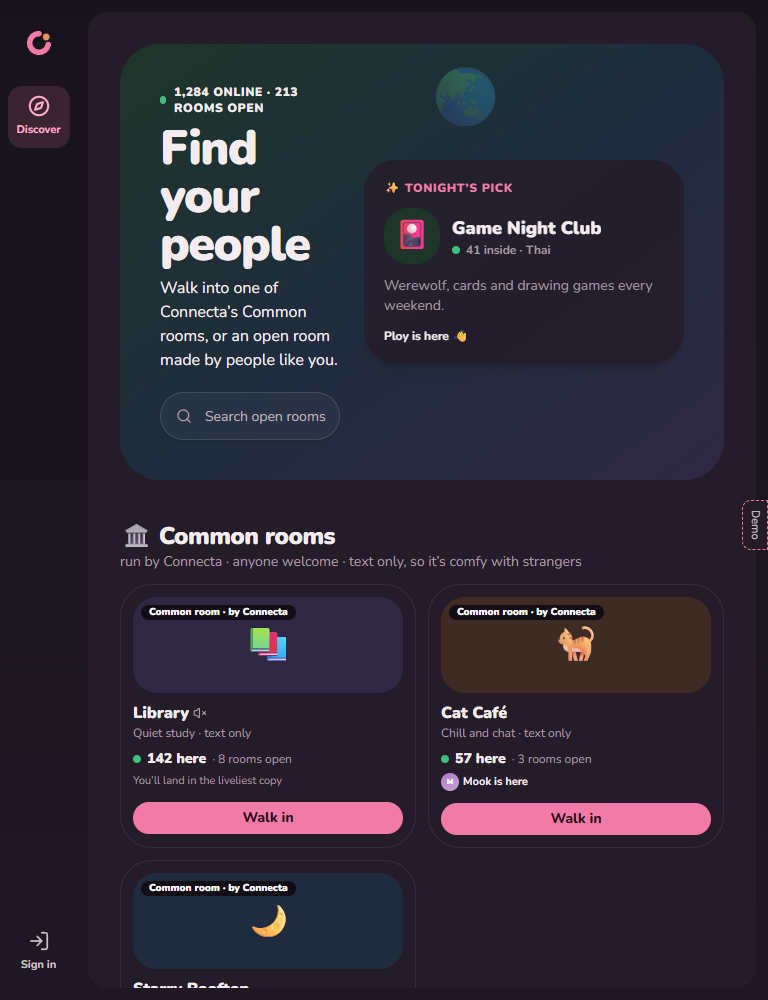 Discover
1,284 ONLINE · 213
ROOMS OPEN
Find
your
people
Walk into one of
Connecta's Common
rooms, or an open room
made by people like you.
Search open rooms
✨ TONIGHT'S PICK
Game Night Club
41 inside · Thai
Werewolf, cards and drawing games every
weekend.
Ploy is here 👋
Demo
🏛️ Common rooms
run by Connecta · anyone welcome · text only, so it's comfy with strangers
Common room · by Connecta
Library
Quiet study · text only
142 here · 8 rooms open
You'll land in the liveliest copy
Walk in
Common room · by Connecta
Cat Café
Chill and chat · text only
57 here · 3 rooms open
M Mook is here
Walk in
Common room · by Connecta
Starry Rooftop
Sign in